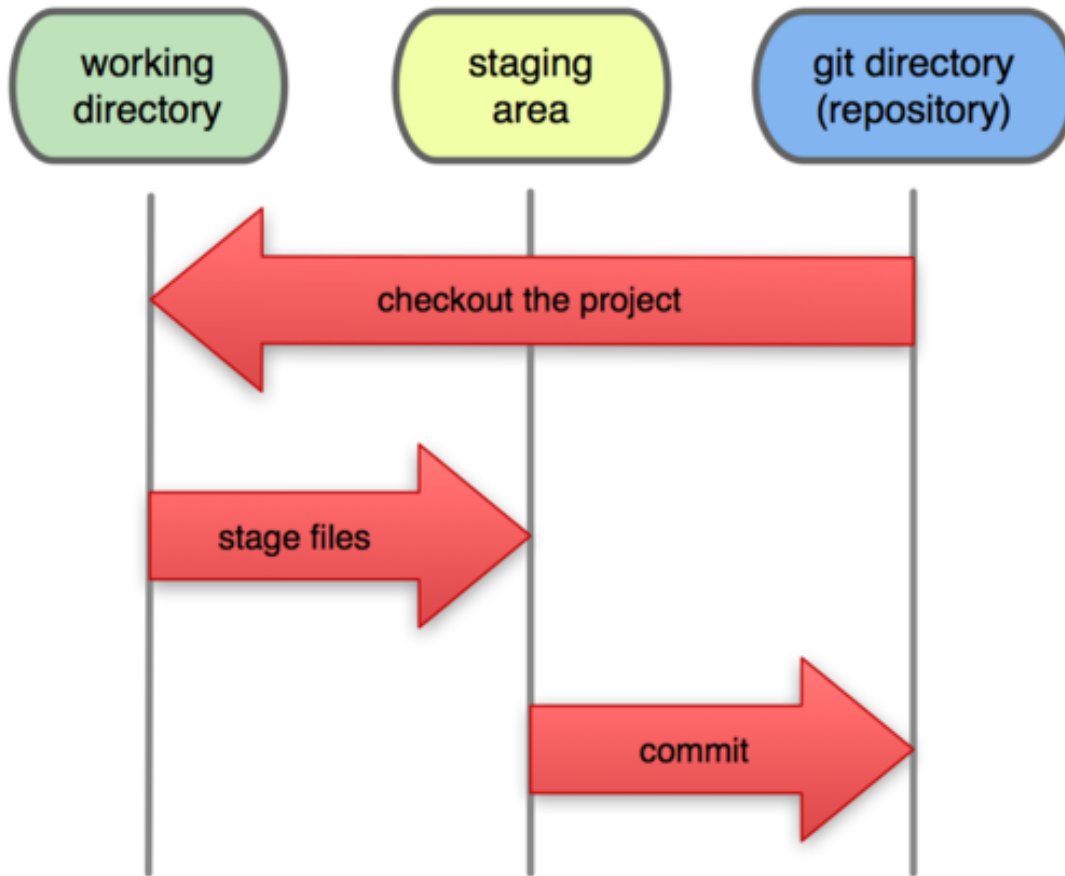 working
directory
staging
area
git directory
(repository)
checkout the project
stage files
commit